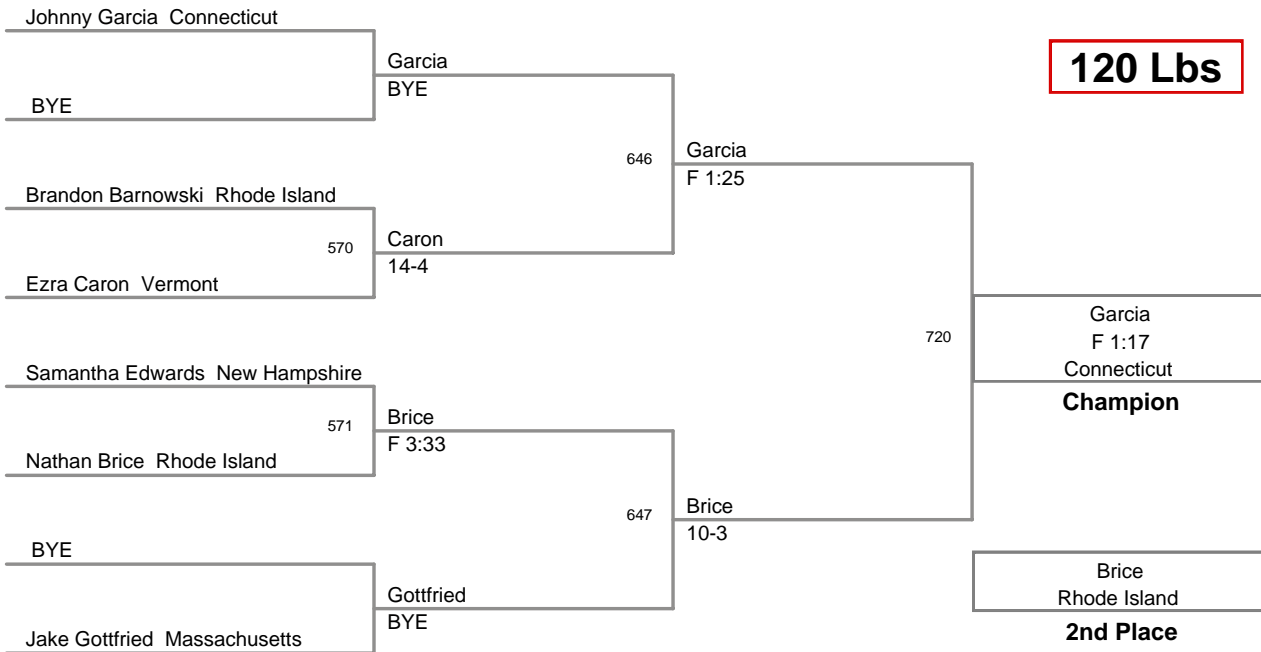 Johnny Garcia  Connecticut
BYE
Brandon Barnowski  Rhode Island
570
Ezra Caron  Vermont
Samantha Edwards  New Hampshire
571
Nathan Brice  Rhode Island
BYE
Jake Gottfried  Massachusetts
Garcia
BYE
646
Caron
14-4
Brice
F 3:33
647
Gottfried
BYE
Garcia
F 1:25
720
Brice
10-3
120 Lbs
Garcia
F 1:17
Connecticut
Champion
Brice
Rhode Island
2nd Place